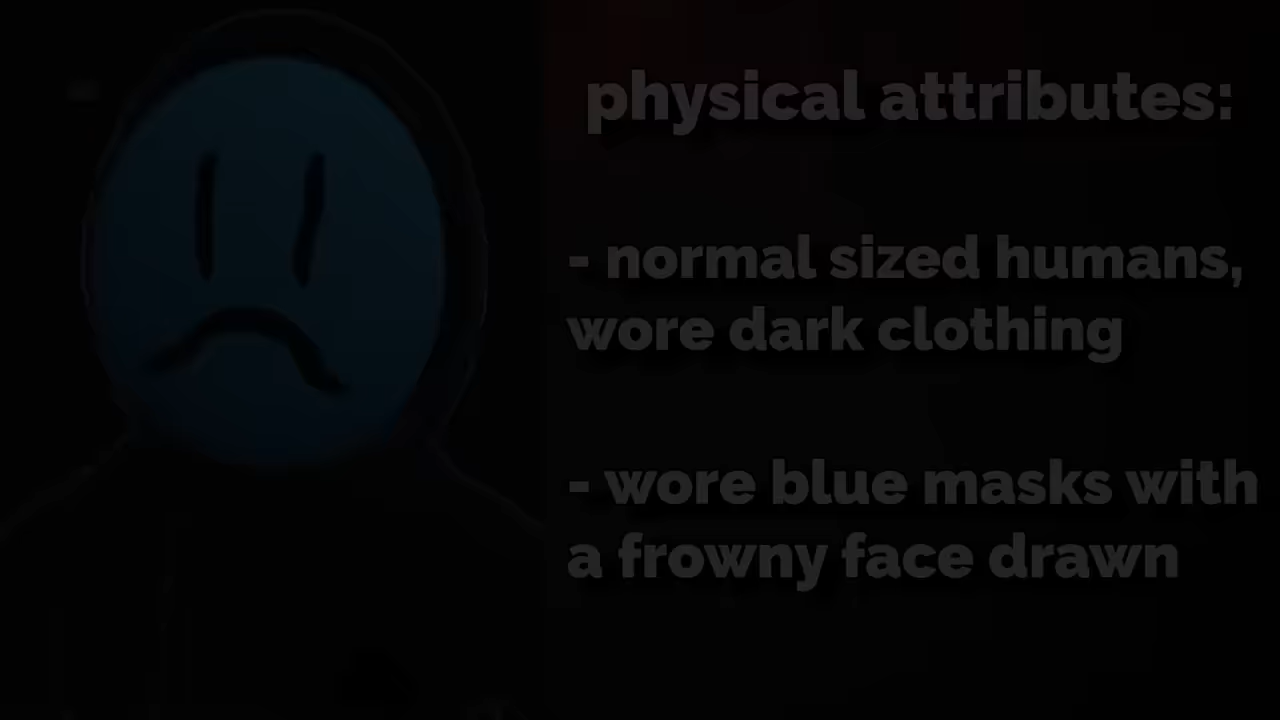 physical attributes:
- normal sized humans,
wore dark clothing
- wore blue masks with
a frowny face drawn